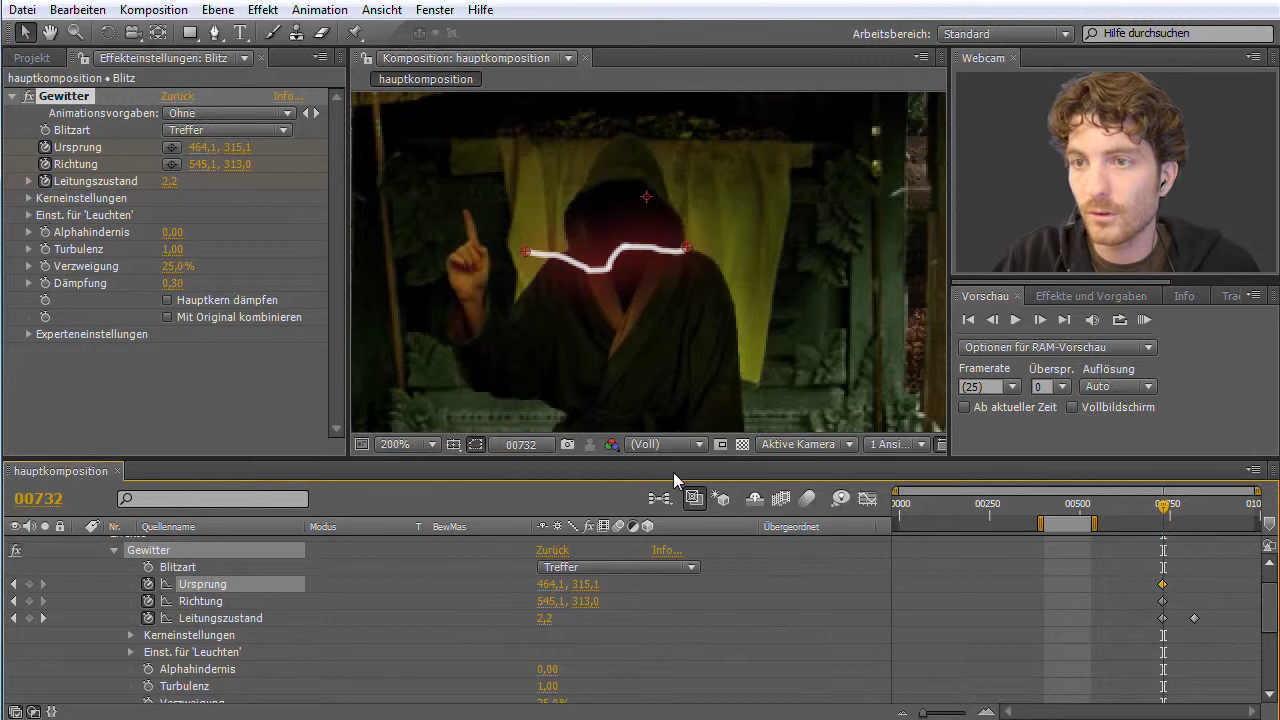 Datei Bearbeiten Komposition Ebene Effekt Animation Ansicht Fenster Hilfe
Arbeitsbereich: Standard Hilfe durchsuchen
Projekt Effekteinstellungen: Blitz Komposition: hauptkomposition Webcam
hauptkomposition • Blitz hauptkomposition
fx Gewitter Zurück Info...
Animationsvorgaben: Ohne
Blitzart Treffer
Ursprung 464,1, 315,1
Richtung 545,1, 313,0
Leitungszustand 2,2
Kerneinstellungen
Einst. für 'Leuchten'
Alphahindernis 0,00
Turbulenz 1,00
Verzweigung 25,0%
Dämpfung 0,30
Hauptkern dämpfen
Mit Original kombinieren
Experteneinstellungen
Vorschau Effekte und Vorgaben Info
Optionen für RAM-Vorschau
Framerate Überspr. Auflösung
(25) 0 Auto
Ab aktueller Zeit Vollbildschirm
200% 00732 (Voll) Aktive Kamera 1 Ansi...
hauptkomposition
00732
0000 00250 00500 00750 010
Nr. Quellenname Modus T BewMas fx Übergeordnet
fx Gewitter Zurück Info...
Blitzart Treffer
Ursprung 464,1, 315,1
Richtung 545,1, 313,0
Leitungszustand 2,2
Kerneinstellungen
Einst. für 'Leuchten'
Alphahindernis 0,00
Turbulenz 1,00